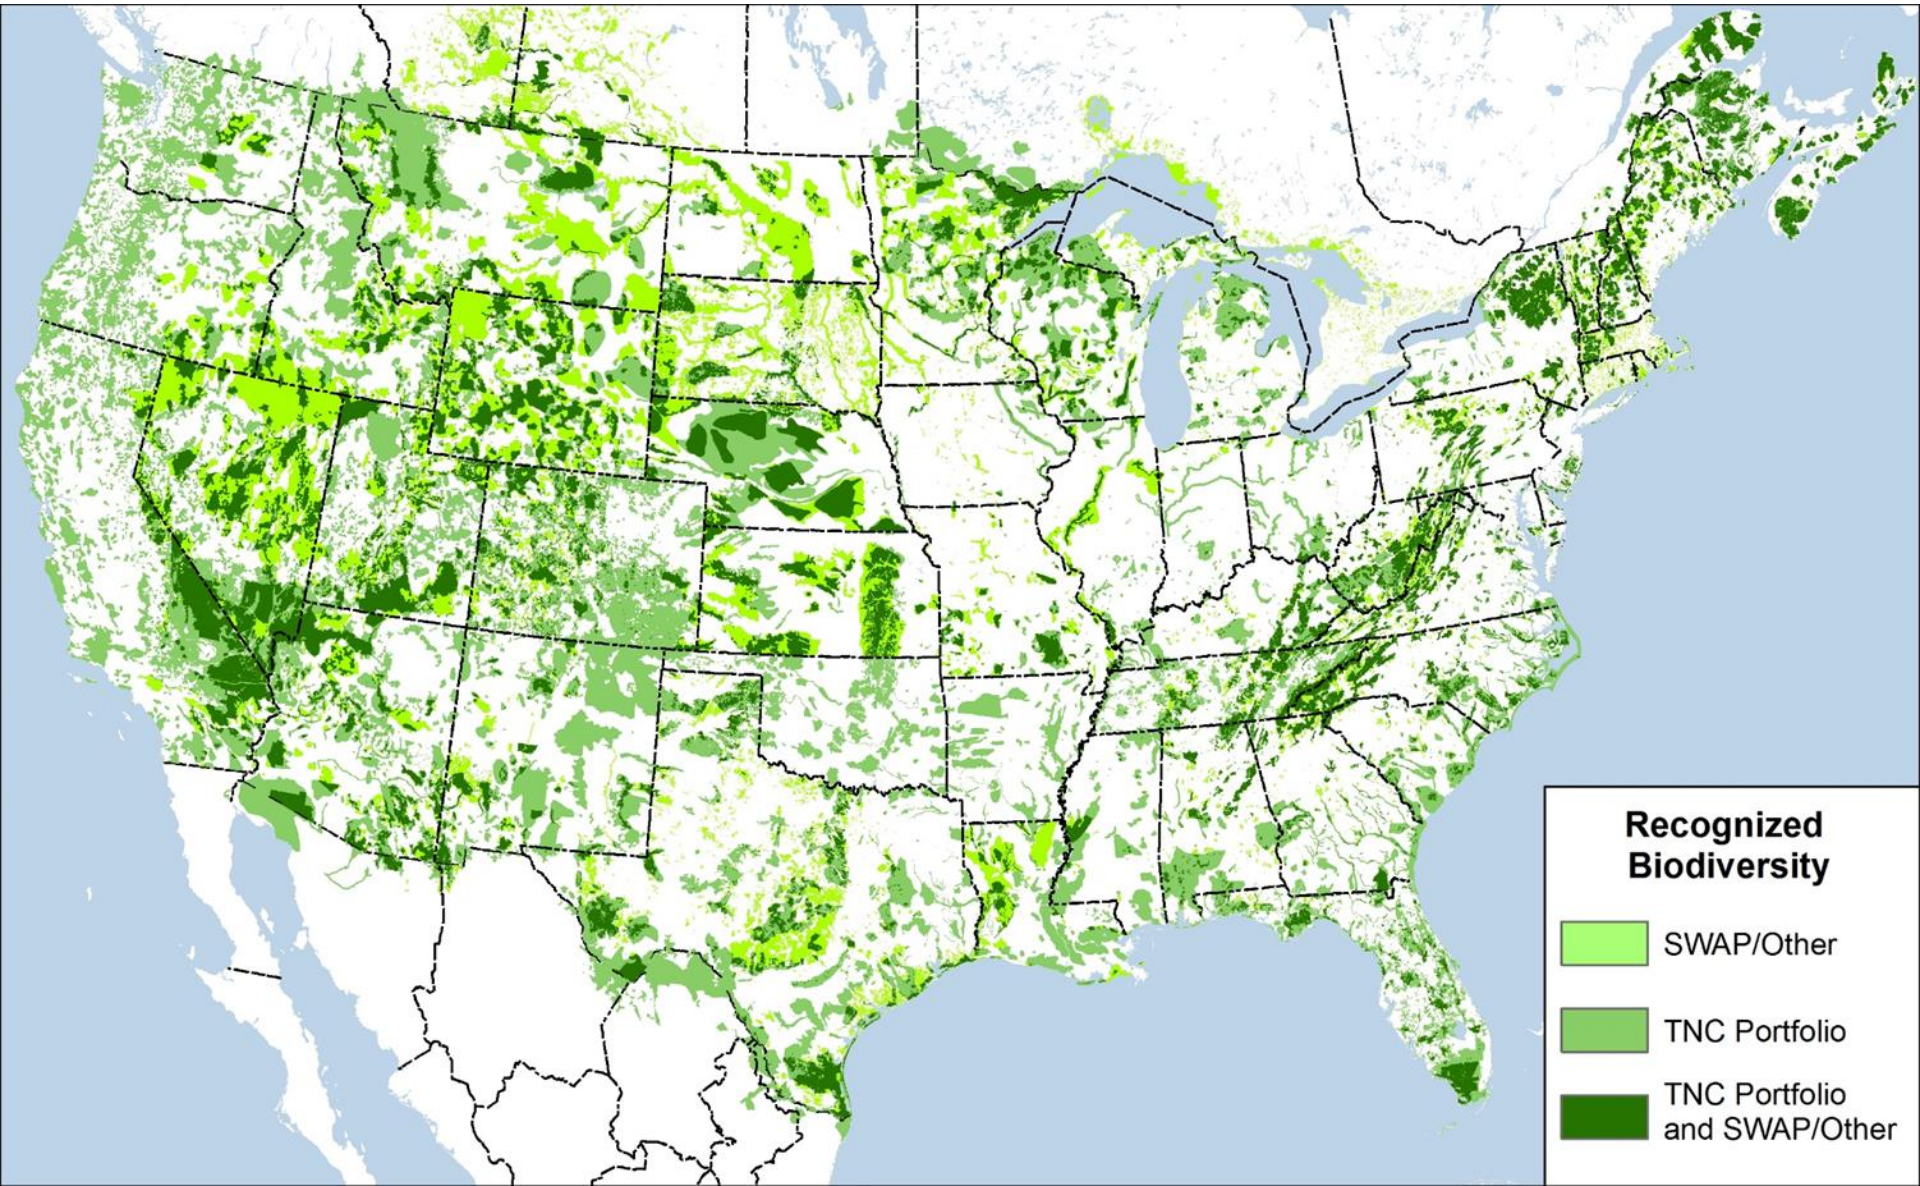 Recognized
Biodiversity
SWAP/Other
TNC Portfolio
TNC Portfolio
and SWAP/Other